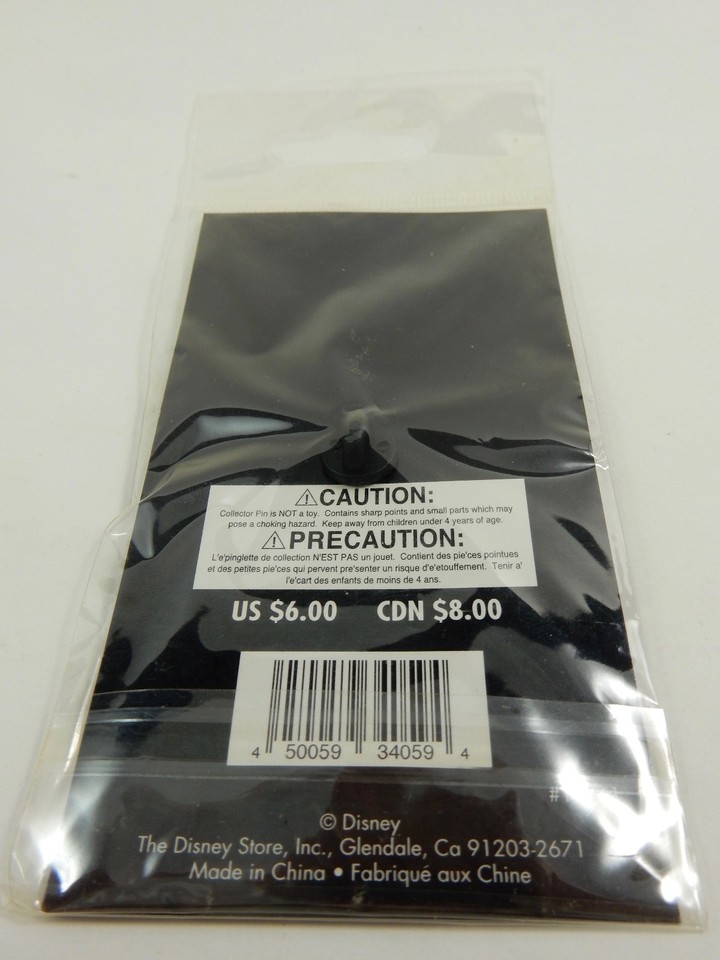 ⚠CAUTION:
Collector Pin is NOT a toy. Contains sharp points and small parts which may
pose a choking hazard. Keep away from children under 4 years of age.
⚠PRECAUTION:
L'e'pinglette de collection N'EST PAS un jouet. Contient des pie'ces pointues
et des petites pie'ces qui pervent pre'senter un risque d'e'touffement. Tenir a'
l'e'cart des enfants de moins de 4 ans.
US $6.00 CDN $8.00
4 50059 34059 4
© Disney
The Disney Store, Inc., Glendale, Ca 91203-2671
Made in China • Fabriqué aux Chine